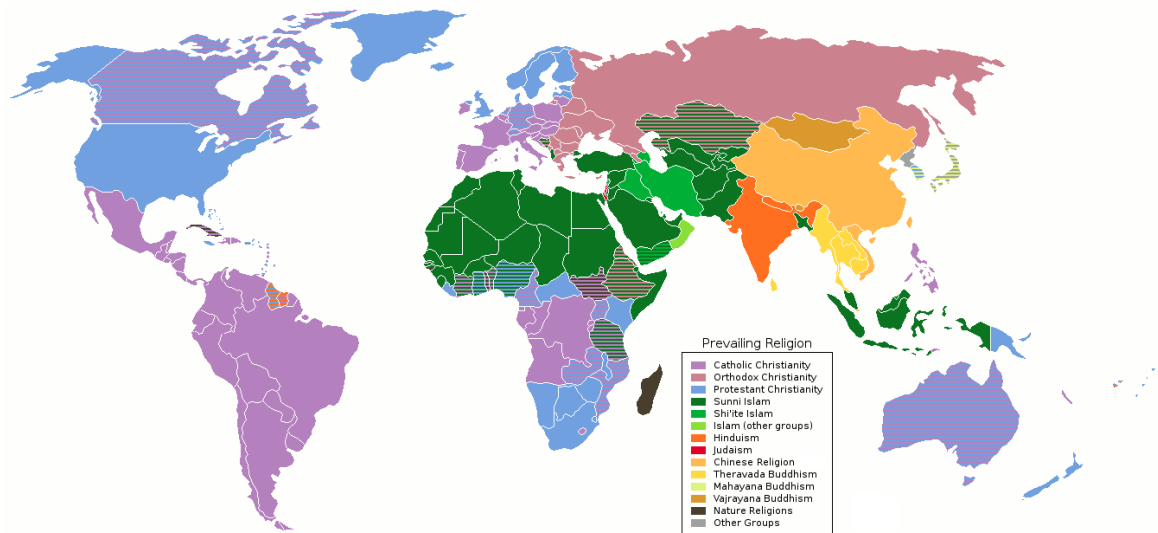 Prevailing Religion
Catholic Christianity
Orthodox Christianity
Protestant Christianity
Sunni Islam
Shi'ite Islam
Islam (other groups)
Hinduism
Judaism
Chinese Religion
Theravada Buddhism
Mahayana Buddhism
Vajrayana Buddhism
Nature Religions
Other Groups